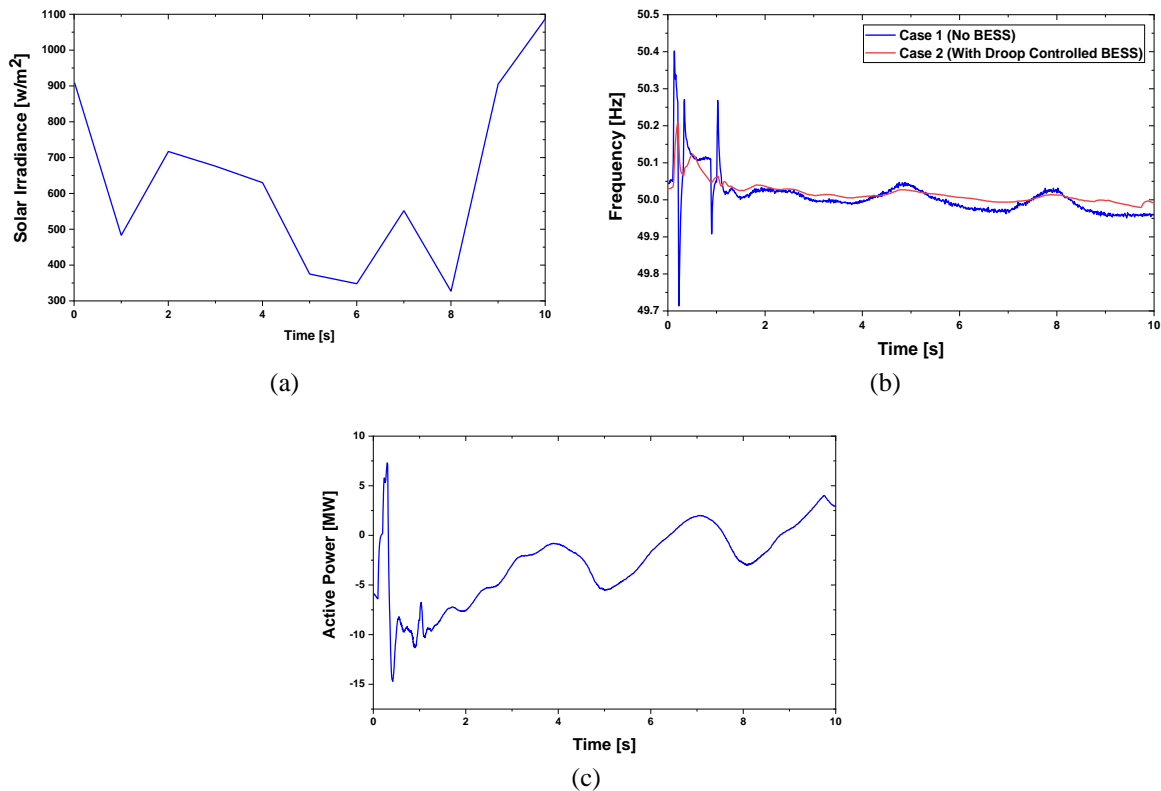 1100
1000
900
800
700
600
500
400
300
Solar Irradiance [w/m²]
0 2 4 6 8 10
Time [s]
(a)
50.5
50.4
50.3
50.2
50.1
50.0
49.9
49.8
49.7
Frequency [Hz]
Case 1 (No BESS)
Case 2 (With Droop Controlled BESS)
0 2 4 6 8 10
Time [s]
(b)
10
5
0
-5
-10
-15
Active Power [MW]
0 2 4 6 8 10
Time [s]
(c)